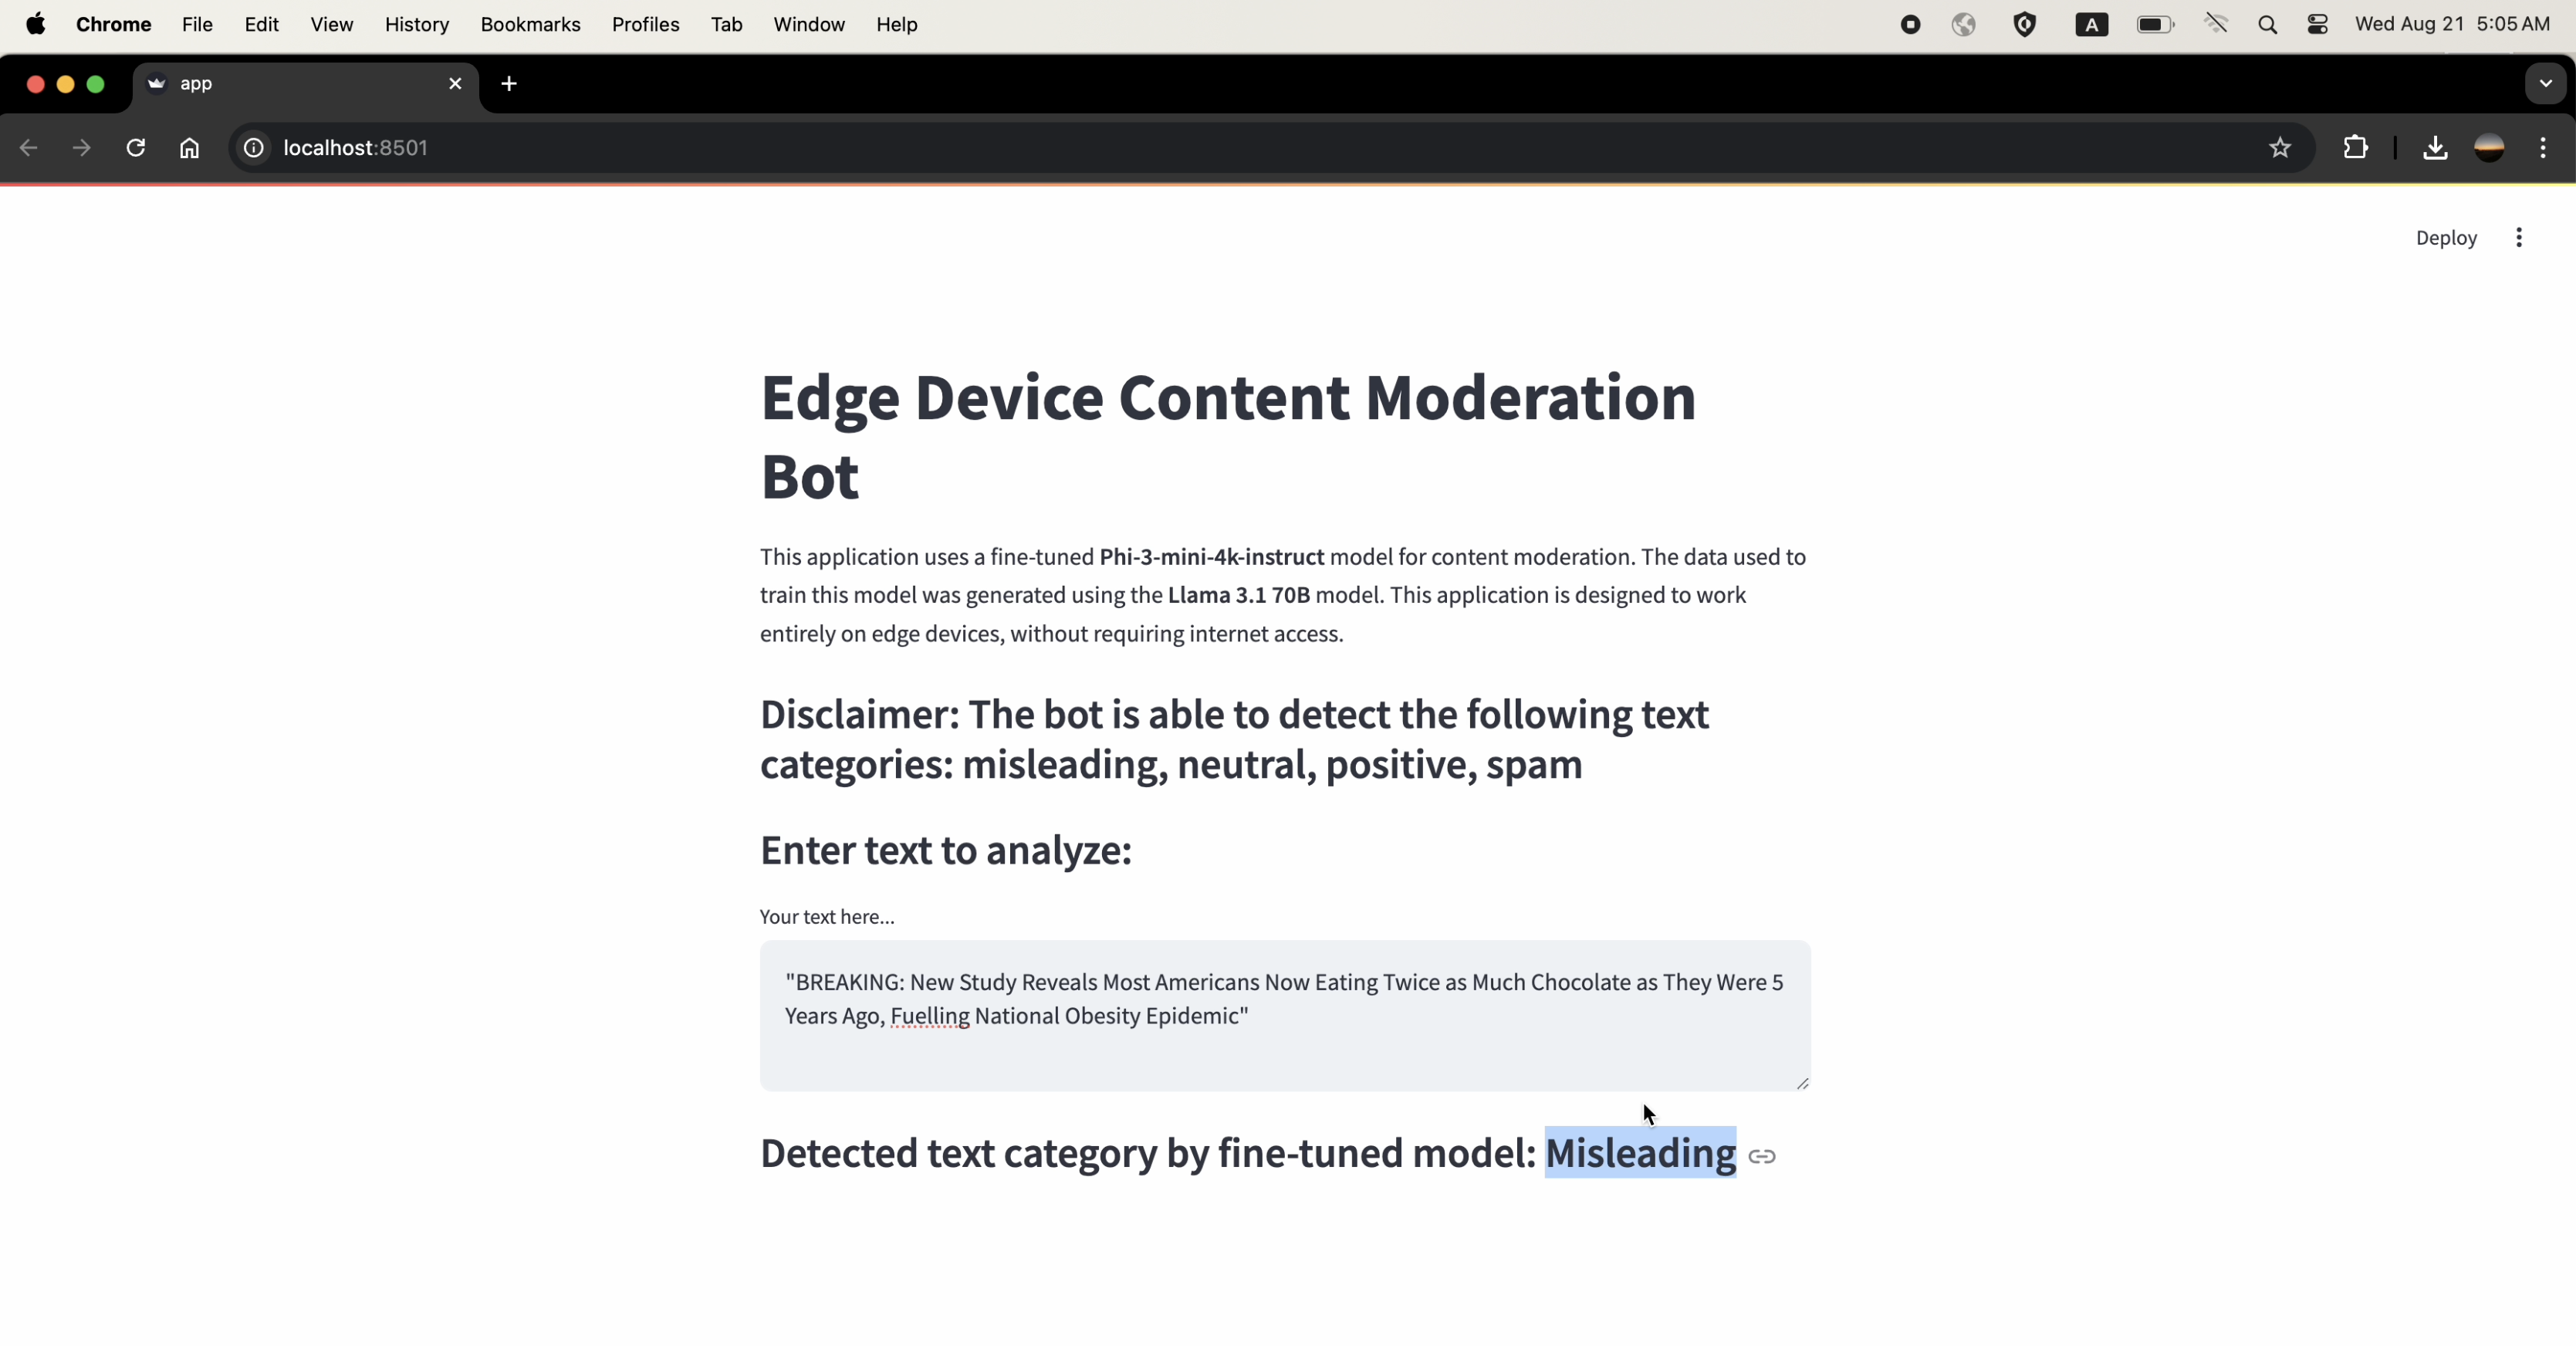 Chrome File Edit View History Bookmarks Profiles Tab Window Help A Wed Aug 21 5:05 AM
app
localhost:8501
Deploy
Edge Device Content Moderation
Bot
This application uses a fine-tuned Phi-3-mini-4k-instruct model for content moderation. The data used to
train this model was generated using the Llama 3.1 70B model. This application is designed to work
entirely on edge devices, without requiring internet access.
Disclaimer: The bot is able to detect the following text
categories: misleading, neutral, positive, spam
Enter text to analyze:
Your text here...
"BREAKING: New Study Reveals Most Americans Now Eating Twice as Much Chocolate as They Were 5
Years Ago, Fuelling National Obesity Epidemic"
Detected text category by fine-tuned model: Misleading